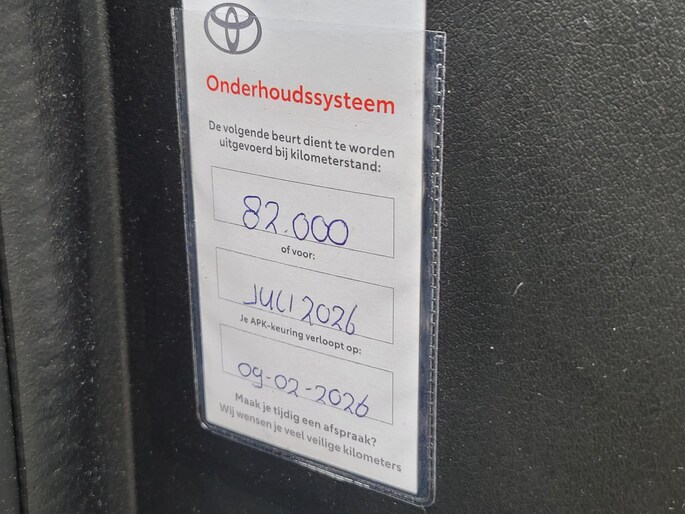 Onderhoudssysteem
De volgende beurt dient te worden
uitgevoerd bij kilometerstand:
82.000
of voor:
JULI 2026
Je APK-keuring verloopt op:
09-02-2026
Maak je tijdig een afspraak?
Wij wensen je veel veilige kilometers